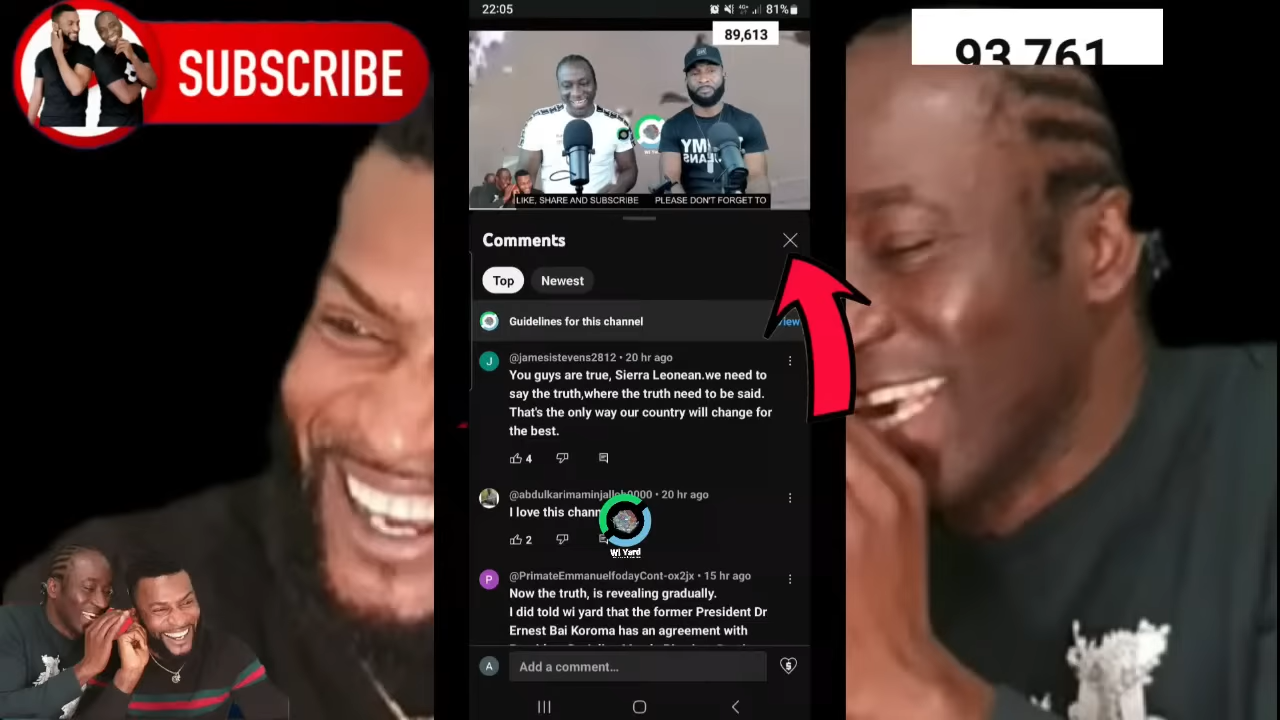 SUBSCRIBE
22:05
4G+
81%
89,613
93,761
WI YARD
LIKE, SHARE AND SUBSCRIBE PLEASE DON'T FORGET TO
Comments
Top Newest
Guidelines for this channel
@jamesistevens2812 • 20 hr ago
You guys are true, Sierra Leonean.we need to
say the truth,where the truth need to be said.
That's the only way our country will change for
the best.
4
20 hr ago
I love this
2
Wi Yard
@PrimateEmmanuelfodayCont-ox2jx • 15 hr ago
Now the truth, is revealing gradually.
I did told wi yard that the former President Dr
Ernest Bai Koroma has an agreement with
Add a comment...